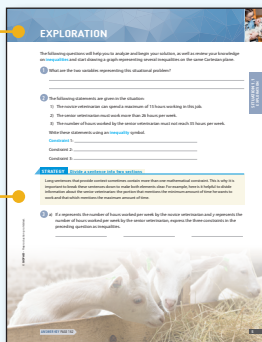 EXPLORATION
The following questions will help you to analyze and begin your solution, as well as review your knowledge
on inequalities and start drawing a graph representing several inequalities on the same Cartesian plane.
1 What are the two variables representing this situational problem?
2 The following statements are given in the situation:
1) The novice veterinarian can spend a maximum of 15 hours working in this job.
2) The senior veterinarian must work more than 26 hours per week.
3) The number of hours worked by the senior veterinarian must not reach 35 hours per week.
Write these statements using an inequality symbol.
Constraint 1:
Constraint 2:
Constraint 3:
STRATEGY Divide a sentence into two sections
Long sentences that provide context sometimes contain more than one mathematical constraint. This is why it is
important to break these sentences down to make both elements clear. For example, here it is helpful to divide
information about the senior veterinarian: the portion that mentions the minimum amount of time he wants to
work and that which mentions the maximum amount of time.
3 a) If x represents the number of hours worked per week by the novice veterinarian and y represents the
number of hours worked per week by the senior veterinarian, express the three constraints in the
preceding question as inequalities.